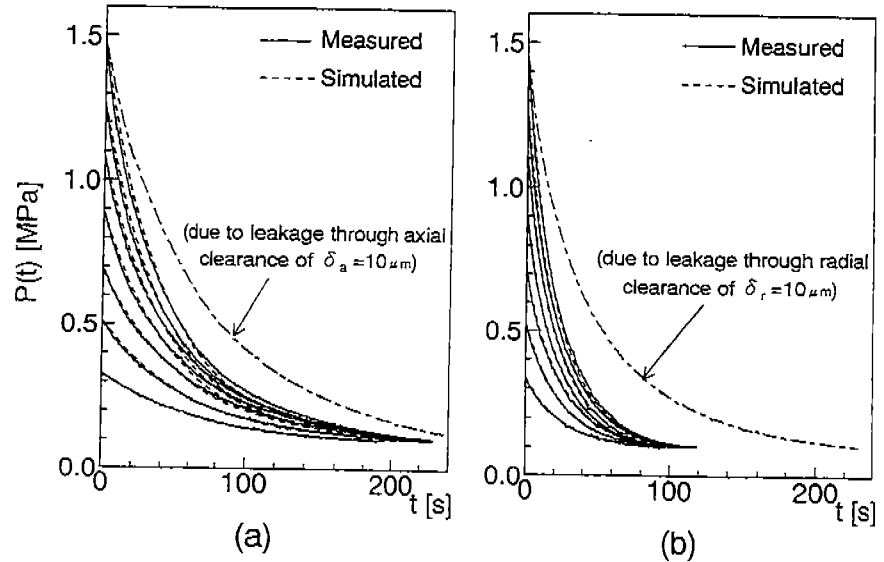 1.5
Measured
Simulated
1.0
P(t) [MPa]
(due to leakage through axial
clearance of δa=10μm)
0.5
0.0
0
100
200
t [s]
(a)
1.5
Measured
Simulated
1.0
(due to leakage through radial
clearance of δr=10μm)
0.5
0.0
0
100
200
t [s]
(b)